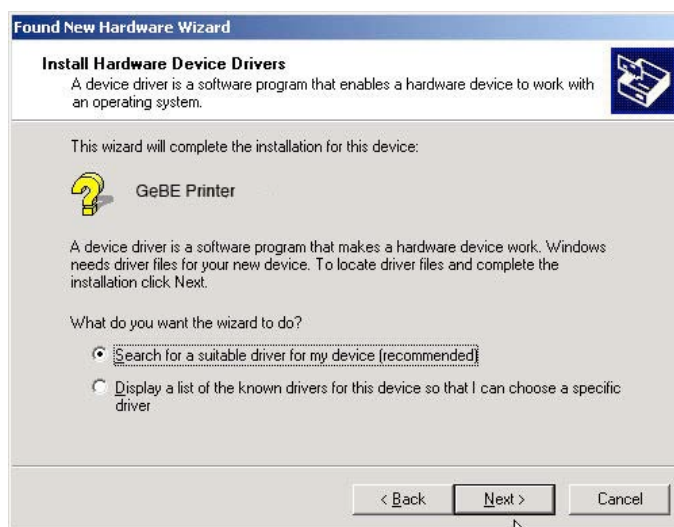 Found New Hardware Wizard
Install Hardware Device Drivers
A device driver is a software program that enables a hardware device to work with
an operating system.
This wizard will complete the installation for this device:
GeBE Printer
A device driver is a software program that makes a hardware device work. Windows
needs driver files for your new device. To locate driver files and complete the
installation click Next.
What do you want the wizard to do?
Search for a suitable driver for my device (recommended)
Display a list of the known drivers for this device so that I can choose a specific
driver
< Back Next > Cancel